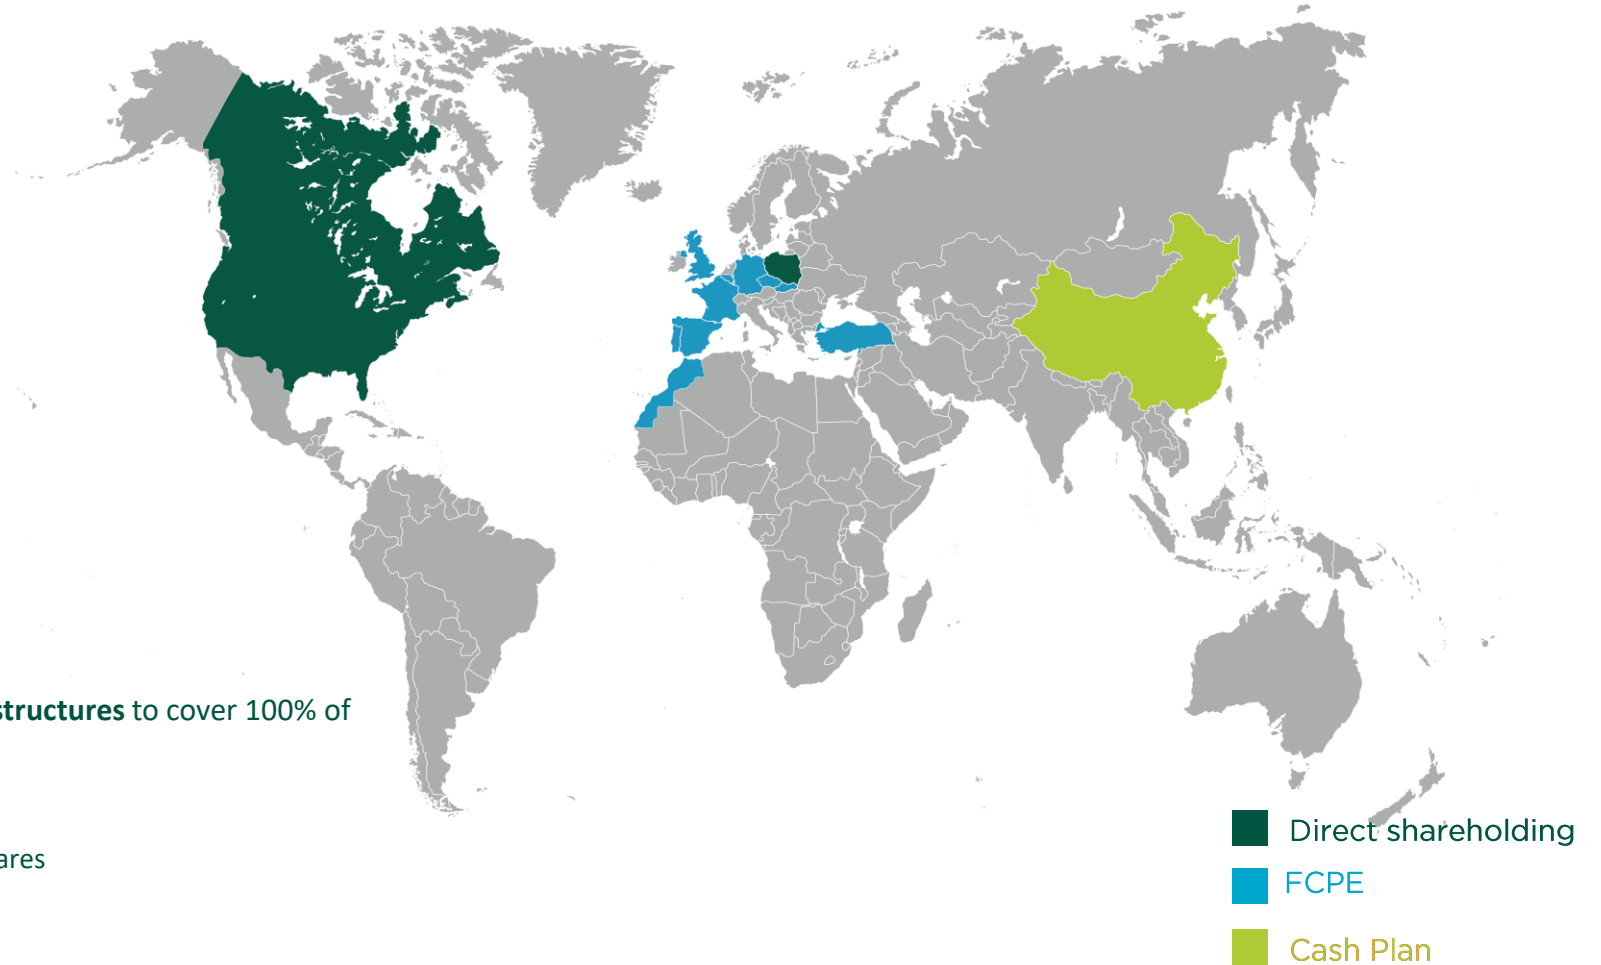 structures to cover 100% of
ares
Direct shareholding
FCPE
Cash Plan